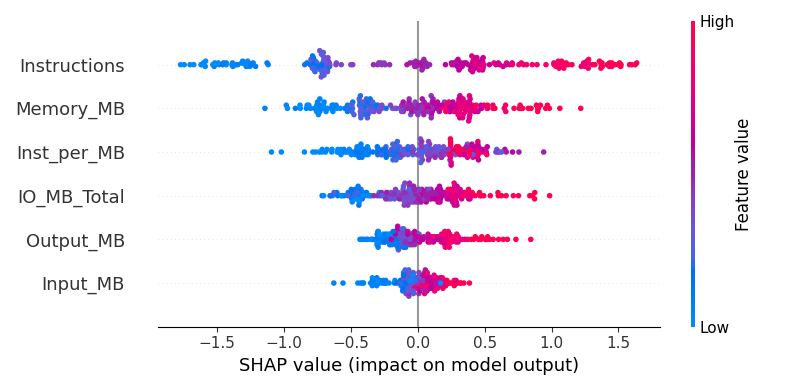 High
Instructions
Memory_MB
Inst_per_MB
IO_MB_Total
Output_MB
Input_MB
Feature value
Low
−1.5 −1.0 −0.5 0.0 0.5 1.0 1.5
SHAP value (impact on model output)